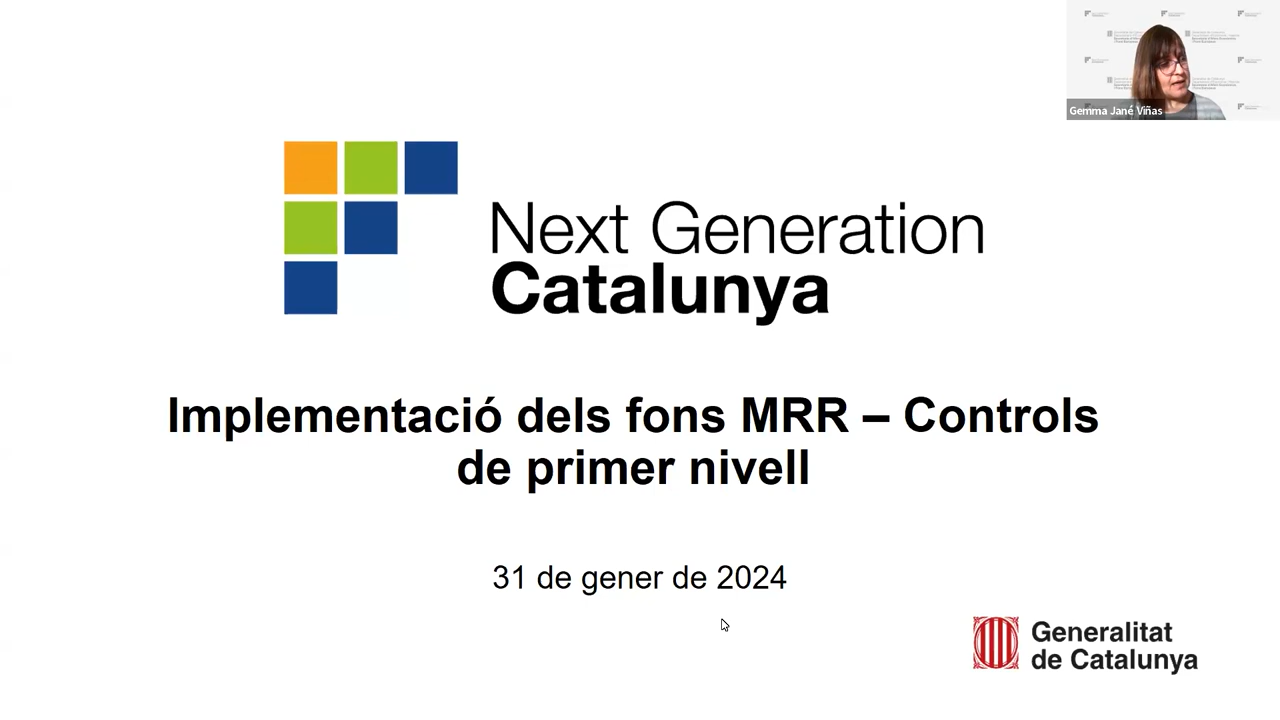 Gemma Jané Viñas
Next Generation
Catalunya
Implementació dels fons MRR – Controls
de primer nivell
31 de gener de 2024
Generalitat
de Catalunya